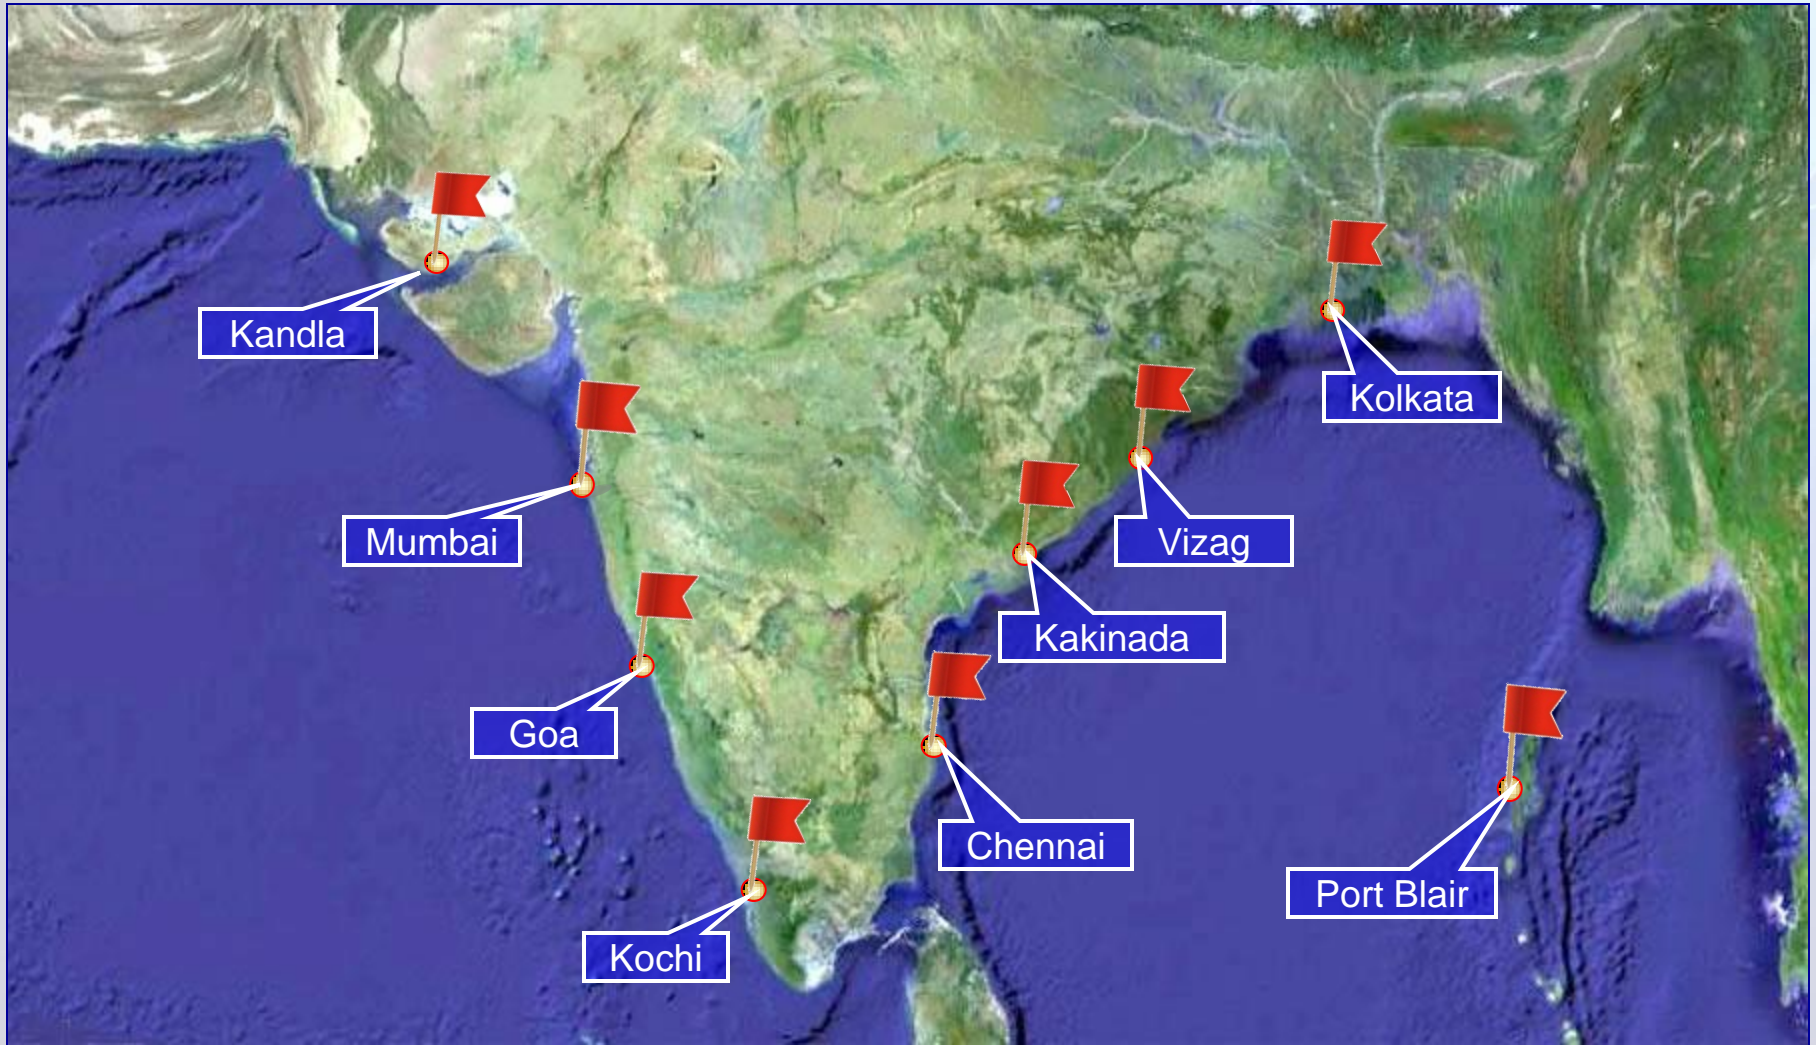 Kandla
Kolkata
Mumbai
Vizag
Kakinada
Goa
Chennai
Port Blair
Kochi